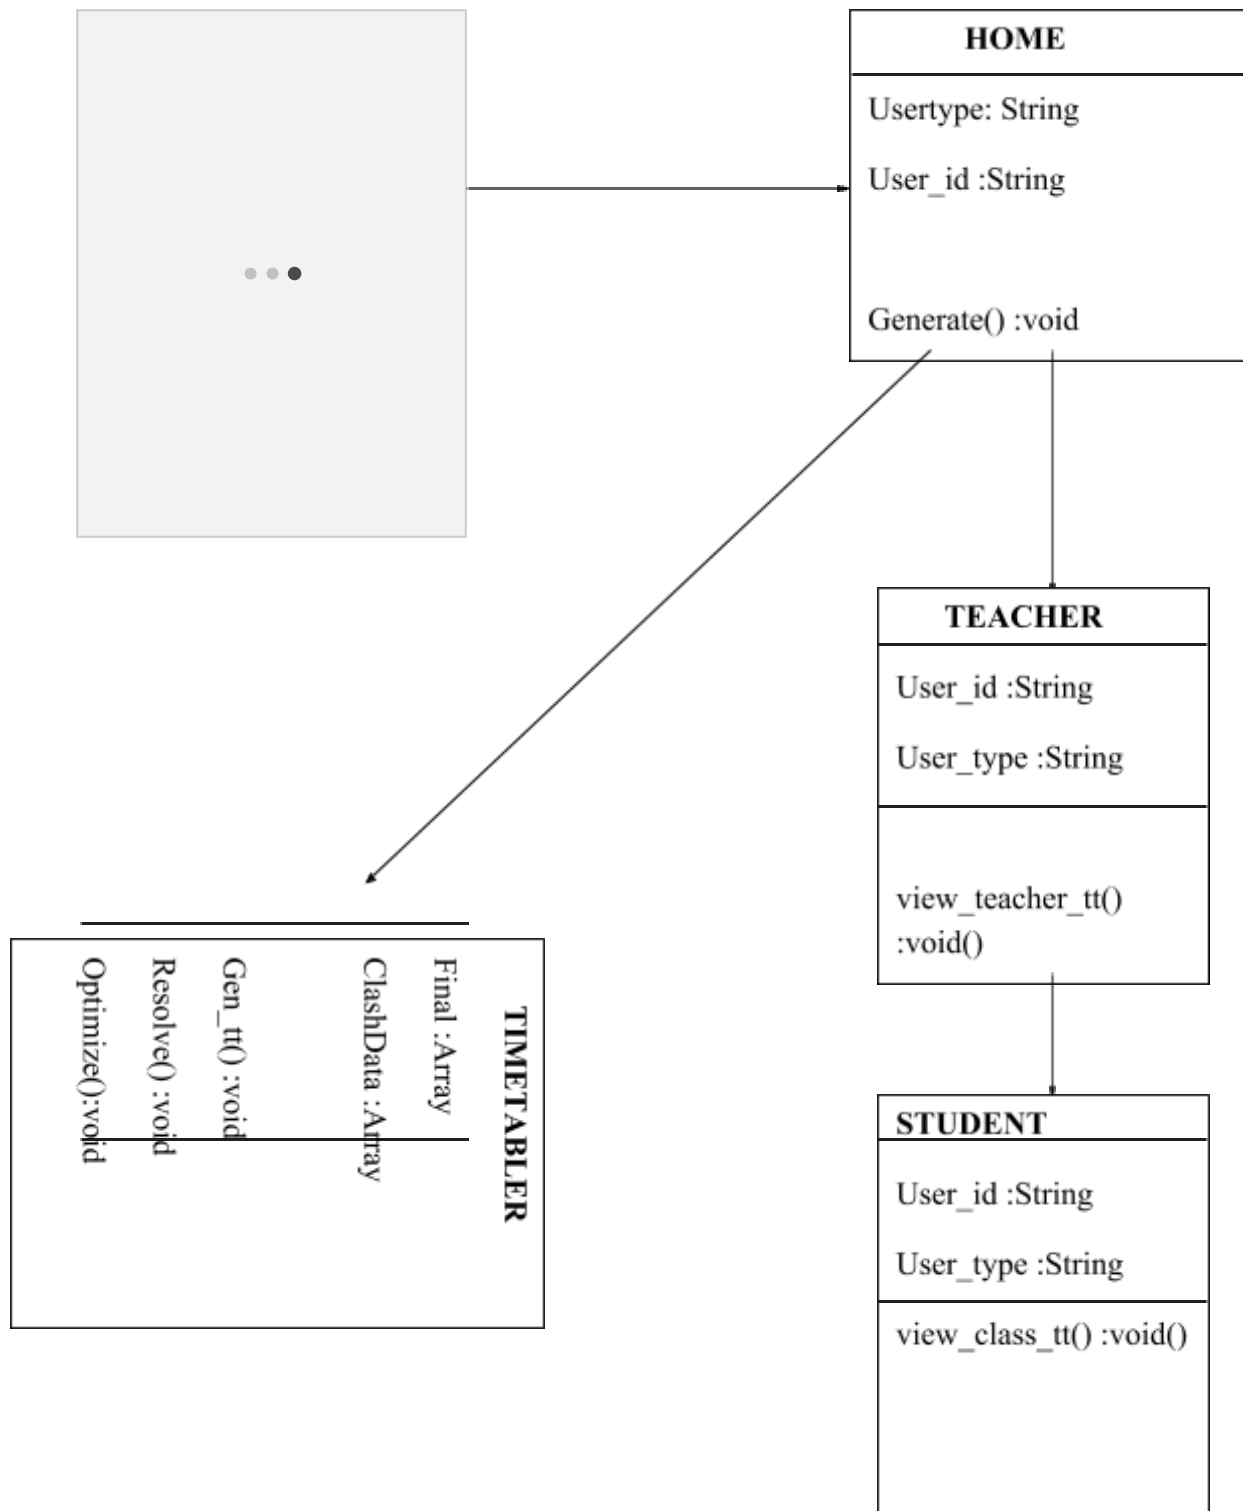 HOME
Usertype: String
User_id :String
Generate() :void
TEACHER
User_id :String
User_type :String
view_teacher_tt()
:void()
TIMETABLER
Final :Array
ClashData :Array
Gen_tt() :void
Resolve() :void
Optimize():void
STUDENT
User_id :String
User_type :String
view_class_tt() :void()